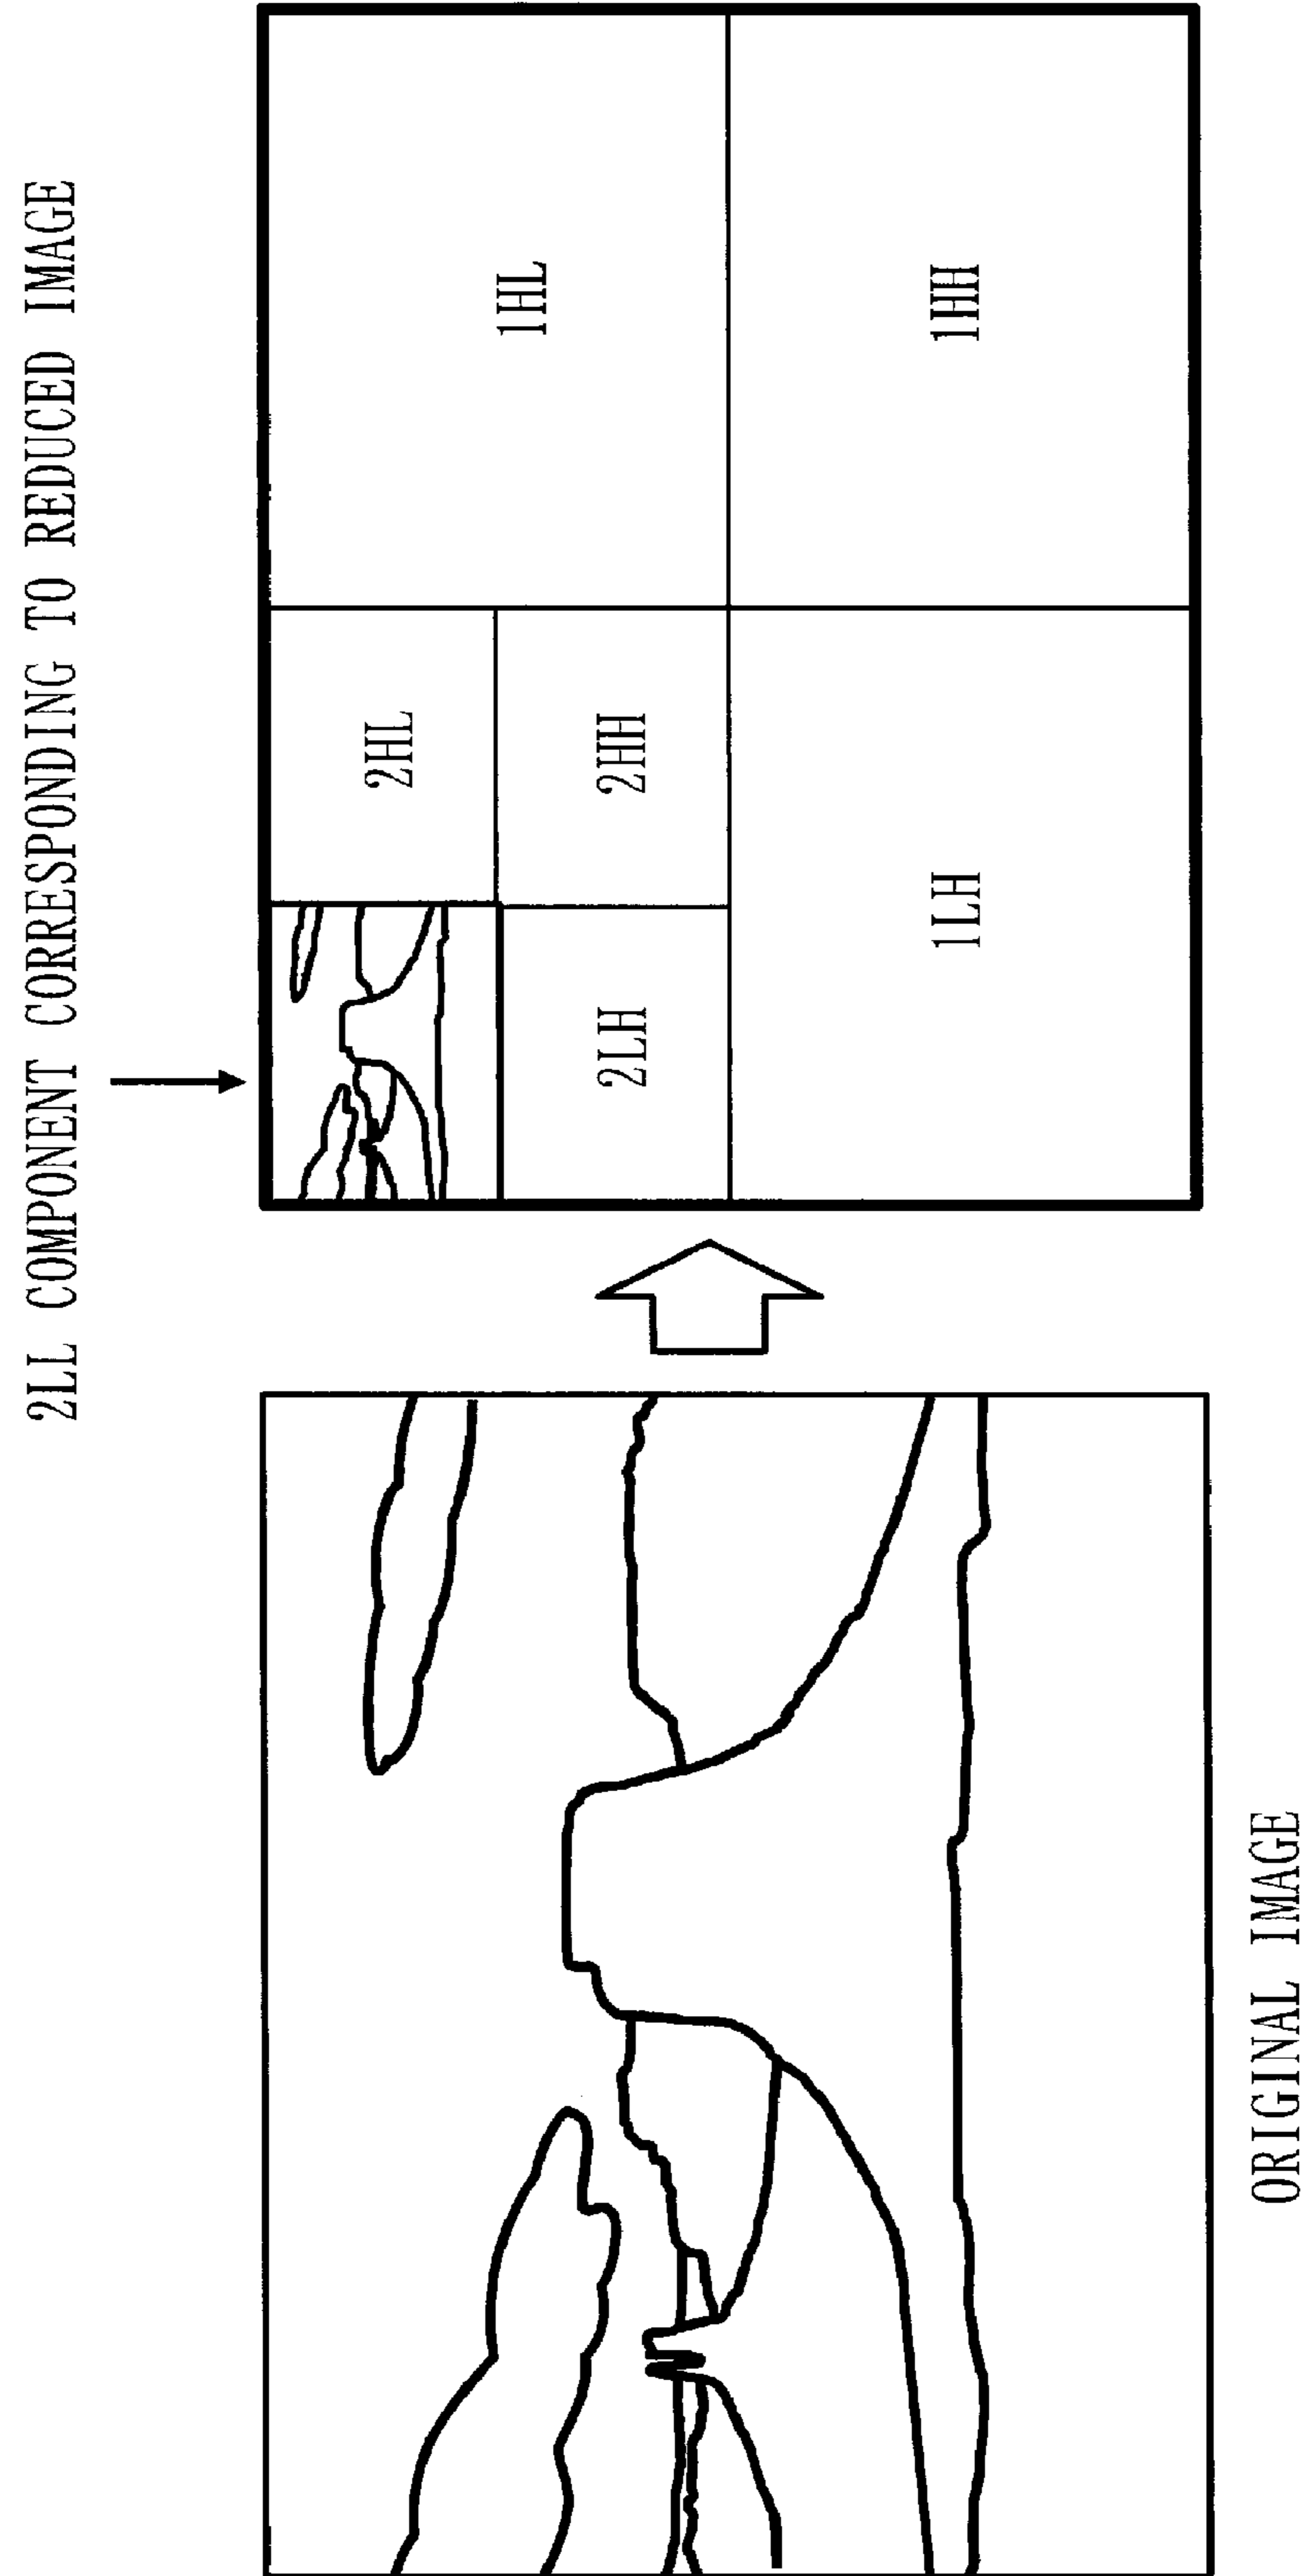 2LL COMPONENT CORRESPONDING TO REDUCED IMAGE
2HL
1HL
2LH
2HH
1LH
1HH
ORIGINAL IMAGE